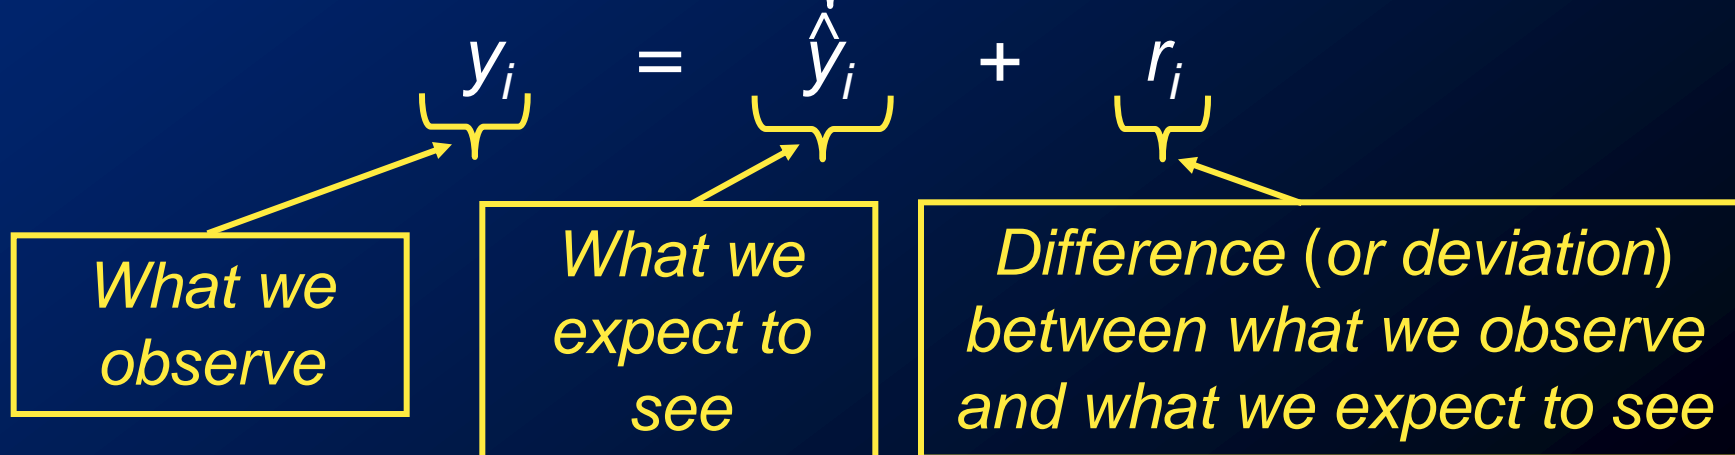 yᵢ = ŷᵢ + rᵢ
What we
observe
What we
expect to
see
Difference (or deviation)
between what we observe
and what we expect to see